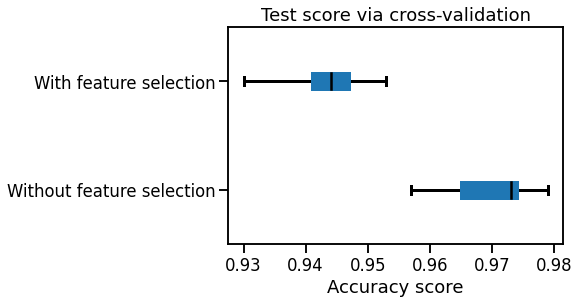 Test score via cross-validation
With feature selection
Without feature selection
0.93 0.94 0.95 0.96 0.97 0.98
Accuracy score